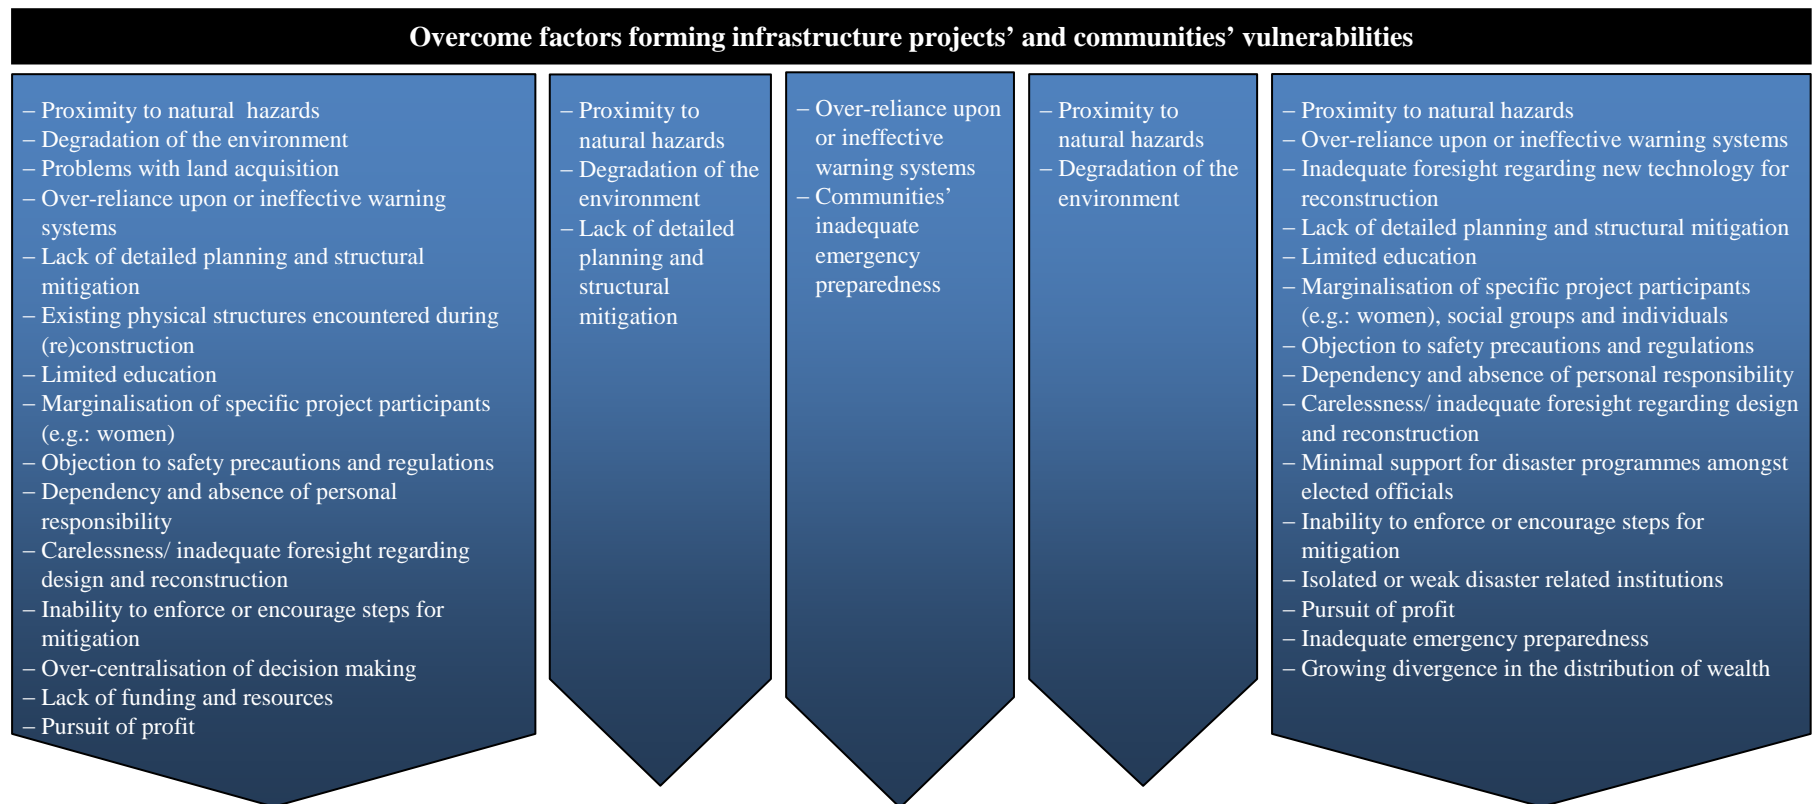 Overcome factors forming infrastructure projects’ and communities’ vulnerabilities
– Proximity to natural hazards
– Degradation of the environment
– Problems with land acquisition
– Over-reliance upon or ineffective warning
systems
– Lack of detailed planning and structural
mitigation
– Existing physical structures encountered during
(re)construction
– Limited education
– Marginalisation of specific project participants
(e.g.: women)
– Objection to safety precautions and regulations
– Dependency and absence of personal
responsibility
– Carelessness/ inadequate foresight regarding
design and reconstruction
– Inability to enforce or encourage steps for
mitigation
– Over-centralisation of decision making
– Lack of funding and resources
– Pursuit of profit
– Proximity to
natural hazards
– Degradation of the
environment
– Lack of detailed
planning and
structural
mitigation
– Over-reliance upon
or ineffective
warning systems
– Communities’
inadequate
emergency
preparedness
– Proximity to
natural hazards
– Degradation of the
environment
– Proximity to natural hazards
– Over-reliance upon or ineffective warning systems
– Inadequate foresight regarding new technology for
reconstruction
– Lack of detailed planning and structural mitigation
– Limited education
– Marginalisation of specific project participants
(e.g.: women), social groups and individuals
– Objection to safety precautions and regulations
– Dependency and absence of personal responsibility
– Carelessness/ inadequate foresight regarding design
and reconstruction
– Minimal support for disaster programmes amongst
elected officials
– Inability to enforce or encourage steps for
mitigation
– Isolated or weak disaster related institutions
– Pursuit of profit
– Inadequate emergency preparedness
– Growing divergence in the distribution of wealth